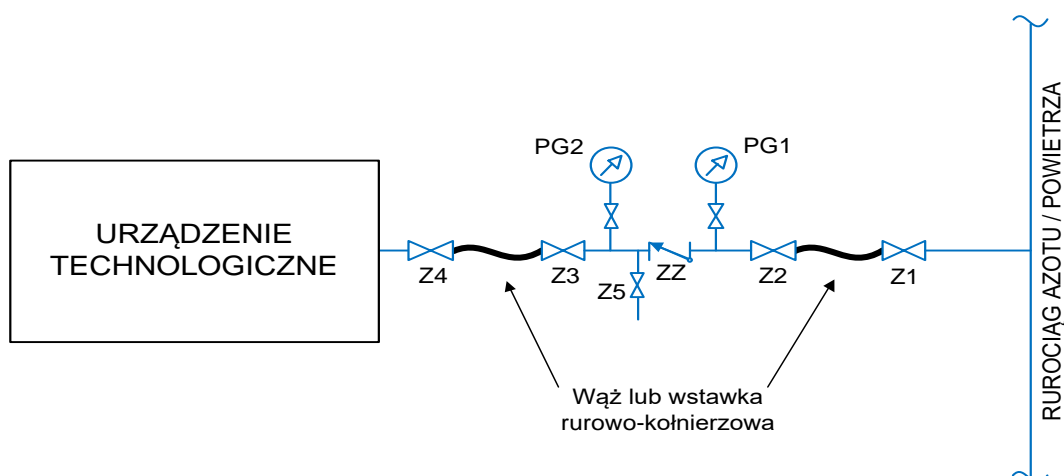 PG2
PG1
URZĄDZENIE
TECHNOLOGICZNE
Z4
Z3
Z5
ZZ
Z2
Z1
Wąż lub wstawka
rurowo-kołnierzowa
RUROCIĄG AZOTU / POWIETRZA